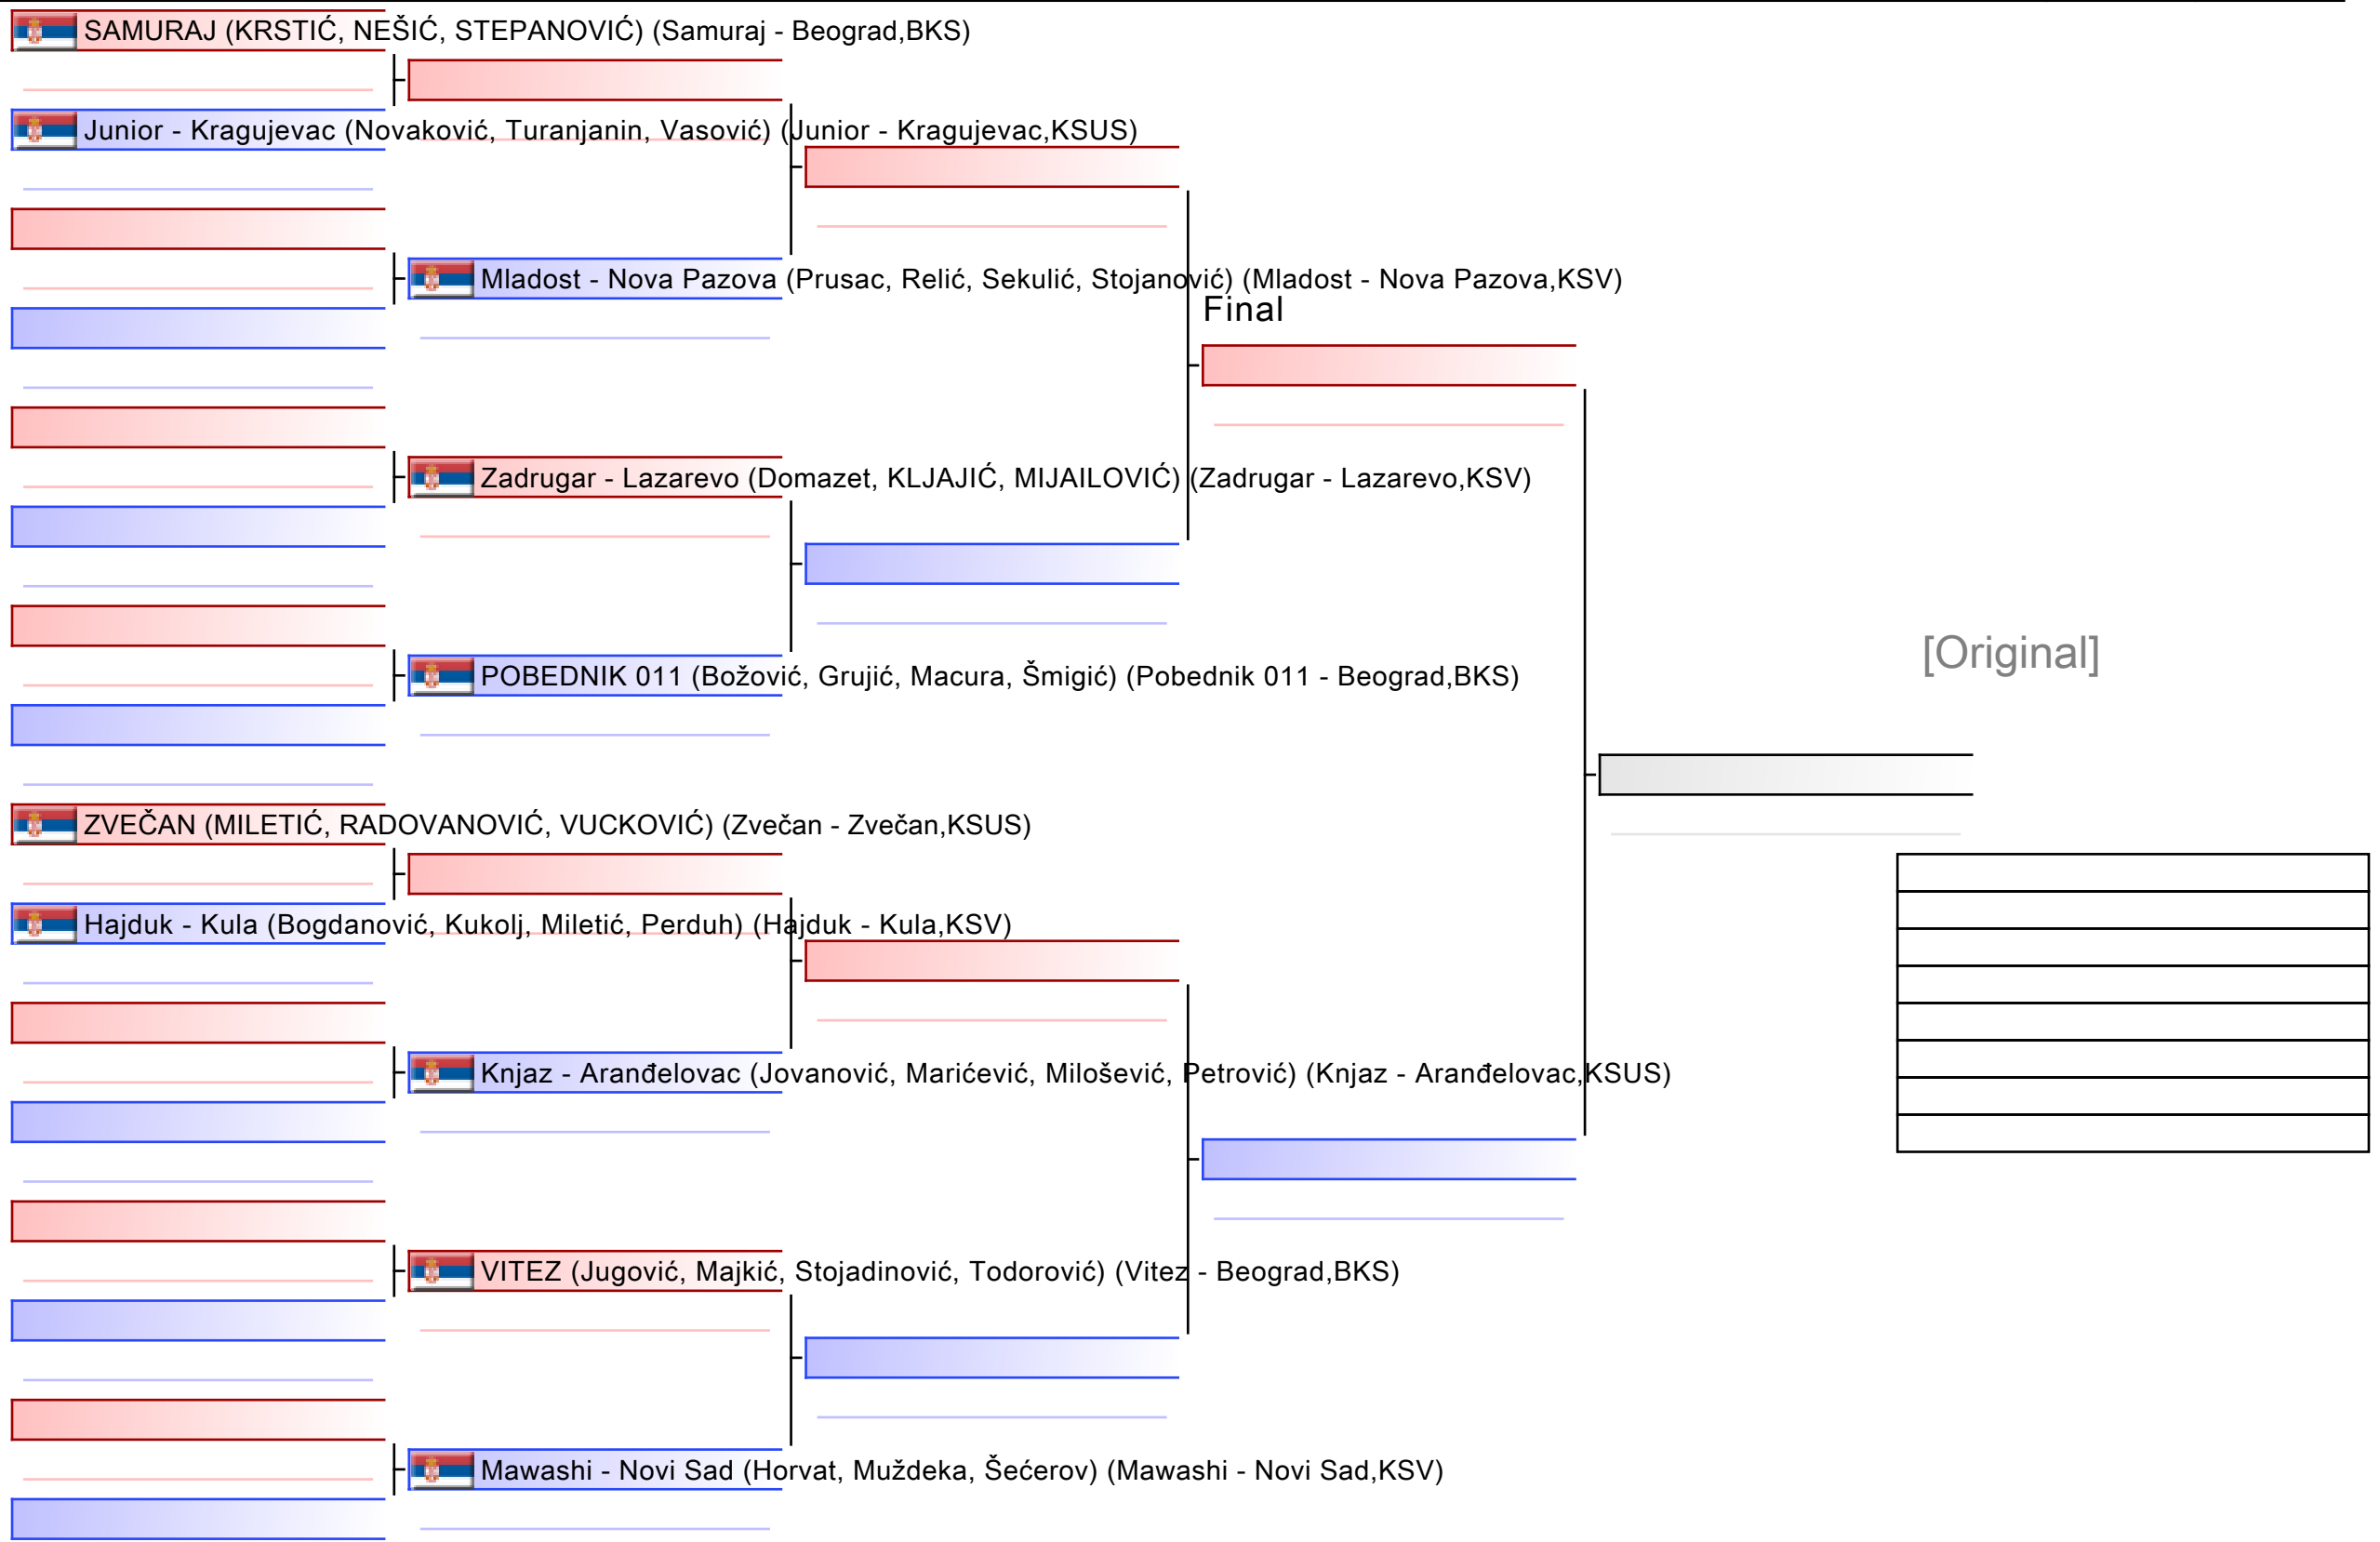 SAMURAJ (KRSTIĆ, NEŠIĆ, STEPANOVIĆ) (Samuraj - Beograd,BKS)
Junior - Kragujevac (Novaković, Turanjanin, Vasović) (Junior - Kragujevac,KSUS)
Mladost - Nova Pazova (Prusac, Relić, Sekulić, Stojanović) (Mladost - Nova Pazova,KSV)
Final
Zadrugar - Lazarevo (Domazet, KLJAJIĆ, MIJAILOVIĆ) (Zadrugar - Lazarevo,KSV)
[Original]
POBEDNIK 011 (Božović, Grujić, Macura, Šmigić) (Pobednik 011 - Beograd,BKS)
ZVEČAN (MILETIĆ, RADOVANOVIĆ, VUCKOVIĆ) (Zvečan - Zvečan,KSUS)
Hajduk - Kula (Bogdanović, Kukolj, Miletić, Perduh) (Hajduk - Kula,KSV)
Knjaz - Aranđelovac (Jovanović, Marićević, Milošević, Petrović) (Knjaz - Aranđelovac,KSUS)
VITEZ (Jugović, Majkić, Stojadinović, Todorović) (Vitez - Beograd,BKS)
Mawashi - Novi Sad (Horvat, Muždeka, Šećerov) (Mawashi - Novi Sad,KSV)